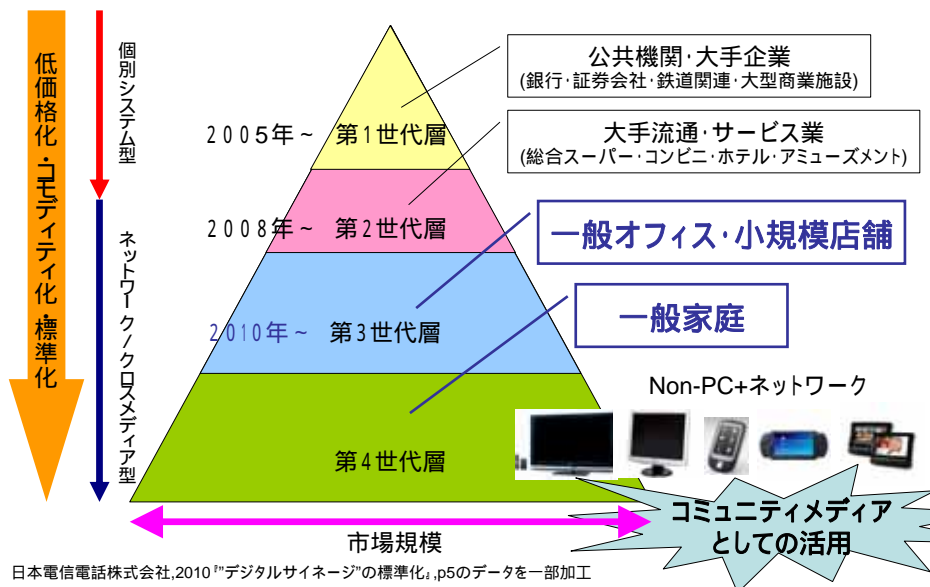 低価格化・コモディティ化・標準化
個別システム型
ネットワーク/クロスメディア型
公共機関・大手企業
(銀行・証券会社・鉄道関連・大型商業施設)
2005年~ 第1世代層
大手流通・サービス業
(総合スーパー・コンビニ・ホテル・アミューズメント)
2008年~ 第2世代層
一般オフィス・小規模店舗
一般家庭
2010年~ 第3世代層
Non-PC+ネットワーク
第4世代層
コミュニティメディア
としての活用
市場規模
日本電信電話株式会社,2010『"デジタルサイネージ"の標準化』,p5のデータを一部加工